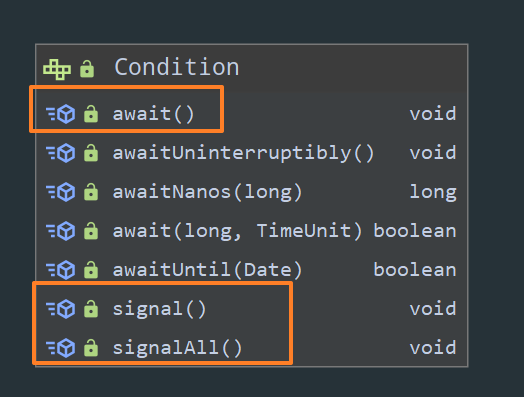 Condition
await() void
awaitUninterruptibly() void
awaitNanos(long) long
await(long, TimeUnit) boolean
awaitUntil(Date) boolean
signal() void
signalAll() void